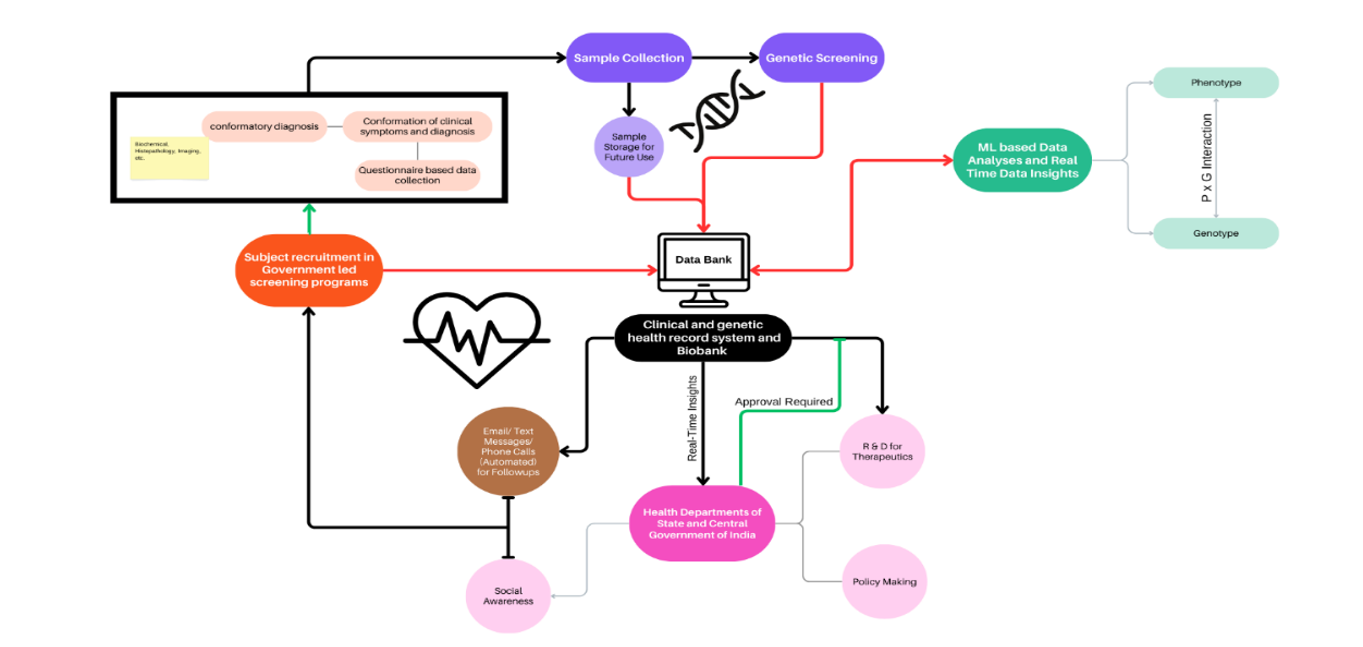 Sample Collection
Genetic Screening
conformatory diagnosis
Conformation of clinical
symptoms and diagnosis
Biochemical,
Histopathology, Imaging,
etc.
Questionnaire based data
collection
Sample
Storage for
Future Use
ML based Data
Analyses and Real
Time Data Insights
Phenotype
P x G Interaction
Genotype
Subject recruitment in
Government led
screening programs
Data Bank
Clinical and genetic
health record system and
Biobank
Real-Time Insights
Approval Required
Email/ Text
Messages/
Phone Calls
(Automated)
for Followups
R & D for
Therapeutics
Health Departments of
State and Central
Government of India
Policy Making
Social
Awareness